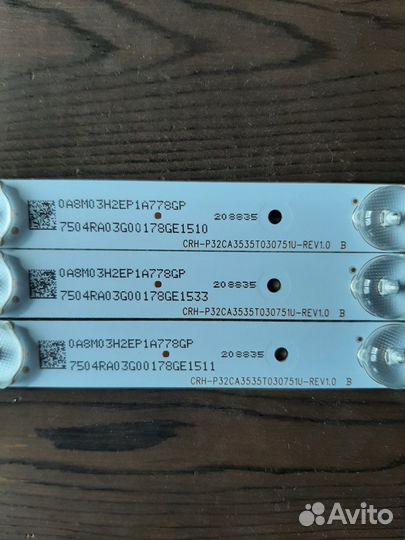 0A8M03H2EP1A778GP
208835
7504RA03G00178GE1510
CRH-P32CA3535T030751U-REV1.0 B
0A8M03H2EP1A778GP
208835
7504RA03G00178GE1533
CRH-P32CA3535T030751U-REV1.0 B
0A8M03H2EP1A778GP
208835
7504RA03G00178GE1511
CRH-P32CA3535T030751U-REV1.0 B
Avito